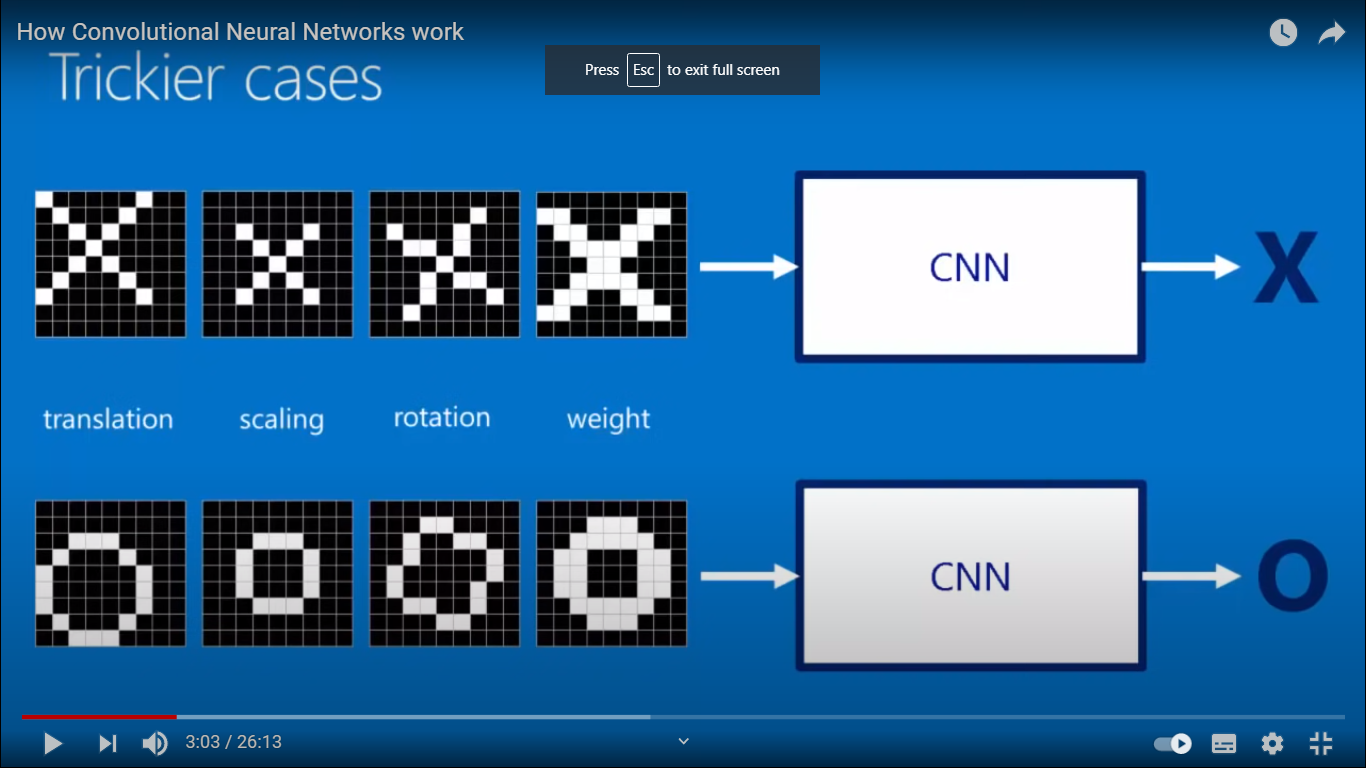 How Convolutional Neural Networks work
Press Esc to exit full screen
Trickier cases
CNN
X
translation scaling rotation weight
CNN
O
3:03 / 26:13